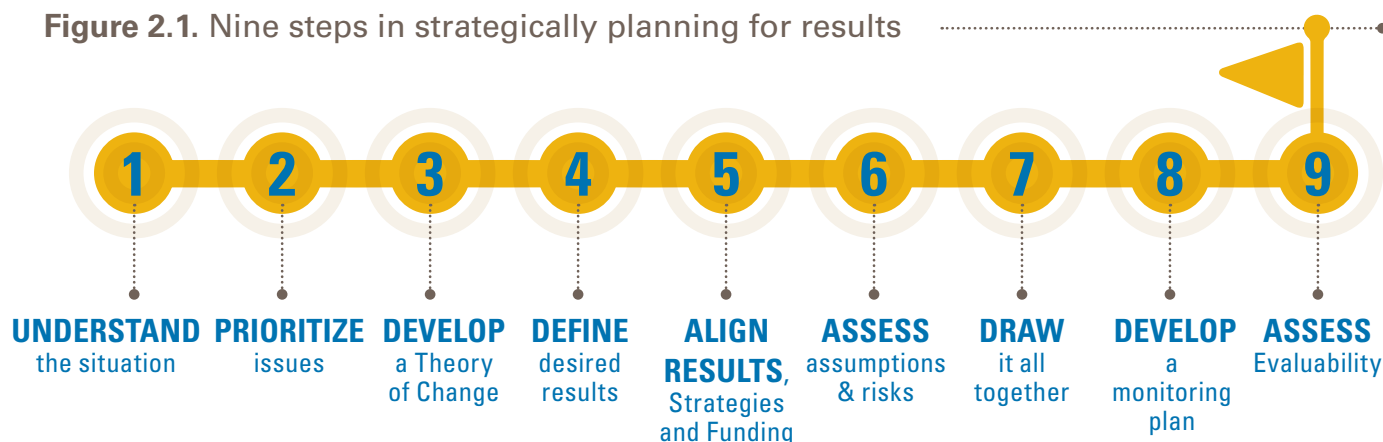 Figure 2.1. Nine steps in strategically planning for results
1
2
3
4
5
6
7
8
9
UNDERSTAND
the situation
PRIORITIZE
issues
DEVELOP
a Theory
of Change
DEFINE
desired
results
ALIGN
RESULTS,
Strategies
and Funding
ASSESS
assumptions
& risks
DRAW
it all
together
DEVELOP
a
monitoring
plan
ASSESS
Evaluability